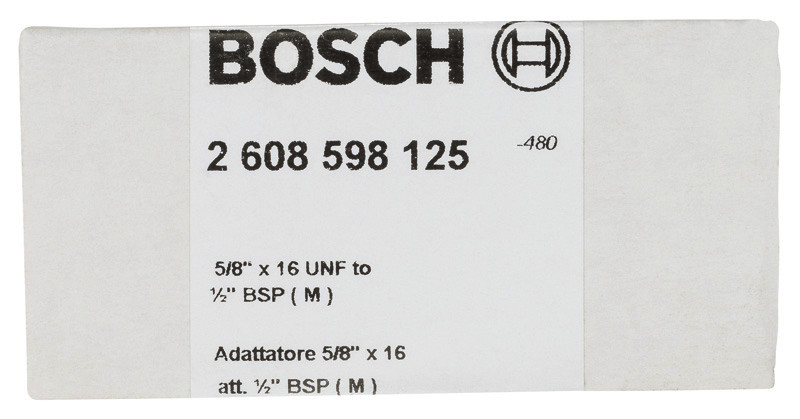 BOSCH
2 608 598 125 -480
5/8" x 16 UNF to
½" BSP ( M )
Adattatore 5/8" x 16
att. ½" BSP ( M )